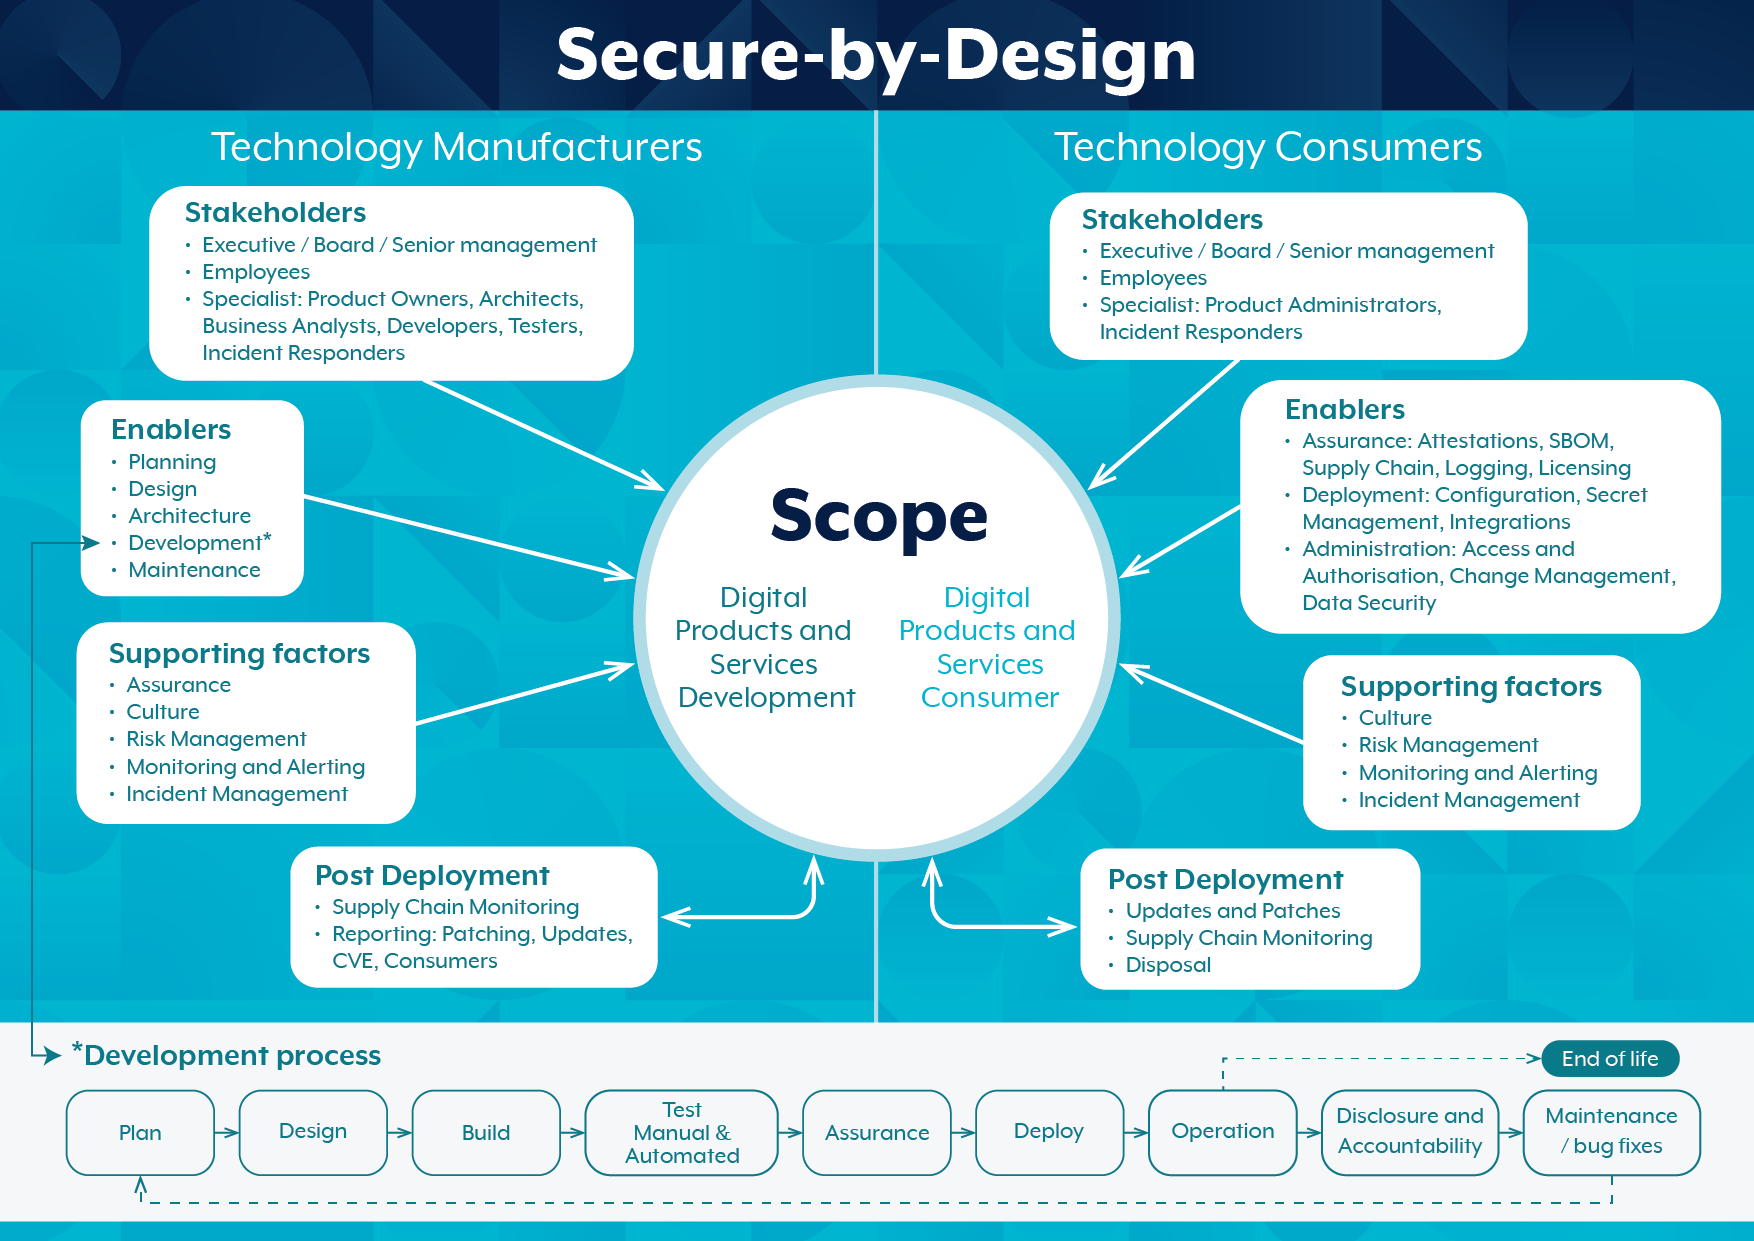 Secure-by-Design
Technology Manufacturers
Stakeholders
• Executive / Board / Senior management
• Employees
• Specialist: Product Owners, Architects,
Business Analysts, Developers, Testers,
Incident Responders
Enablers
• Planning
• Design
• Architecture
• Development*
• Maintenance
Supporting factors
• Assurance
• Culture
• Risk Management
• Monitoring and Alerting
• Incident Management
Post Deployment
• Supply Chain Monitoring
• Reporting: Patching, Updates,
CVE, Consumers
Scope
Digital
Products and
Services
Development
Digital
Products and
Services
Consumer
Technology Consumers
Stakeholders
• Executive / Board / Senior management
• Employees
• Specialist: Product Administrators,
Incident Responders
Enablers
• Assurance: Attestations, SBOM,
Supply Chain, Logging, Licensing
• Deployment: Configuration, Secret
Management, Integrations
• Administration: Access and
Authorisation, Change Management,
Data Security
Supporting factors
• Culture
• Risk Management
• Monitoring and Alerting
• Incident Management
Post Deployment
• Updates and Patches
• Supply Chain Monitoring
• Disposal
*Development process
Plan
Design
Build
Test
Manual &
Automated
Assurance
Deploy
Operation
Disclosure and
Accountability
Maintenance
/ bug fixes
End of life